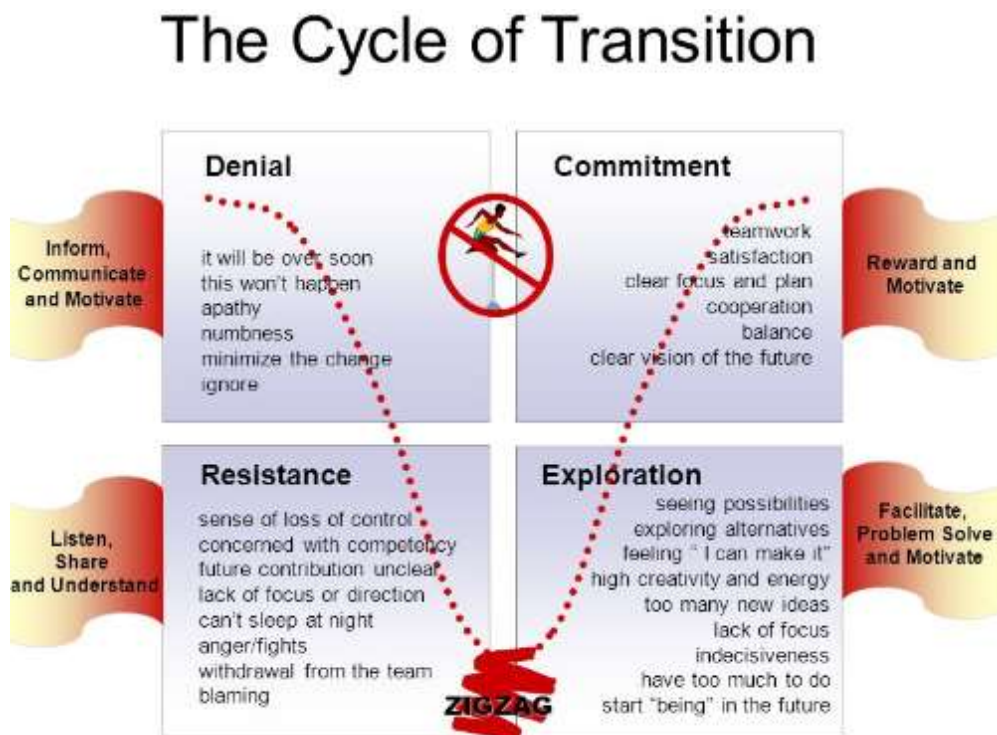 The Cycle of Transition
Denial
it will be over soon
this won't happen
apathy
numbness
minimize the change
ignore
Inform,
Communicate
and Motivate
Commitment
teamwork
satisfaction
clear focus and plan
cooperation
balance
clear vision of the future
Reward and
Motivate
Resistance
sense of loss of control
concerned with competency
future contribution unclear
lack of focus or direction
can't sleep at night
anger/fights
withdrawal from the team
blaming
Listen,
Share
and Understand
Exploration
seeing possibilities
exploring alternatives
feeling " I can make it"
high creativity and energy
too many new ideas
lack of focus
indecisiveness
have too much to do
start "being" in the future
Facilitate,
Problem Solve
and Motivate
ZIGZAG